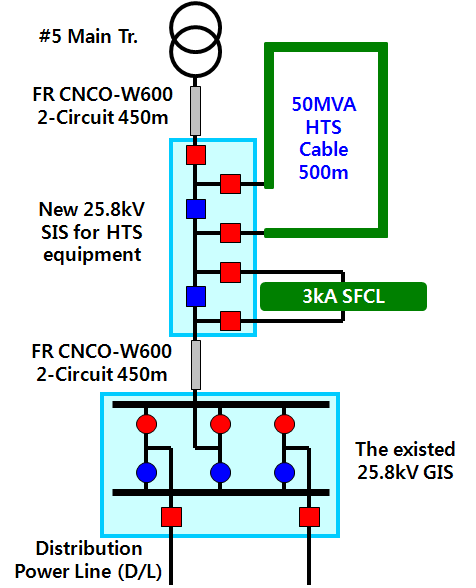 #5 Main Tr.
FR CNCO-W600
2-Circuit 450m
50MVA
HTS
Cable
500m
New 25.8kV
SIS for HTS
equipment
3kA SFCL
FR CNCO-W600
2-Circuit 450m
The existed
25.8kV GIS
Distribution
Power Line (D/L)